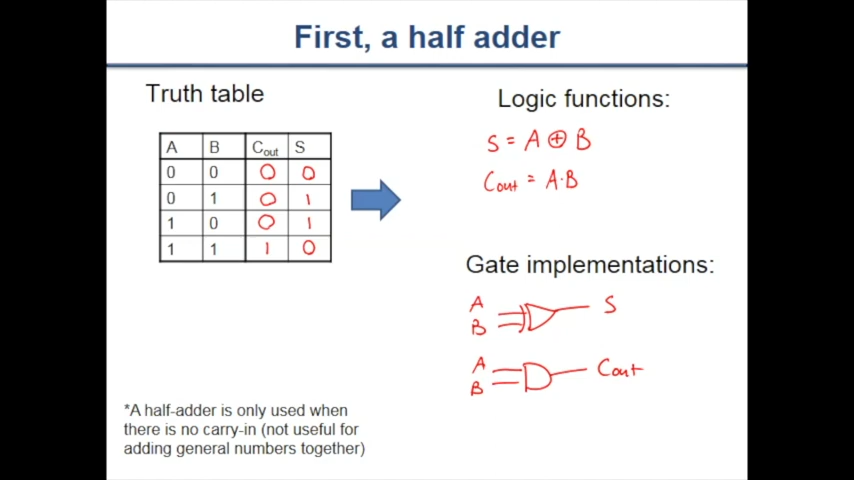 First, a half adder
Truth table
A B Cout S
0 0 0 0
0 1 0 1
1 0 0 1
1 1 1 0
*A half-adder is only used when
there is no carry-in (not useful for
adding general numbers together)
Logic functions:
S = A ⊕ B
Cout = A·B
Gate implementations:
A
B
S
A
B
Cout